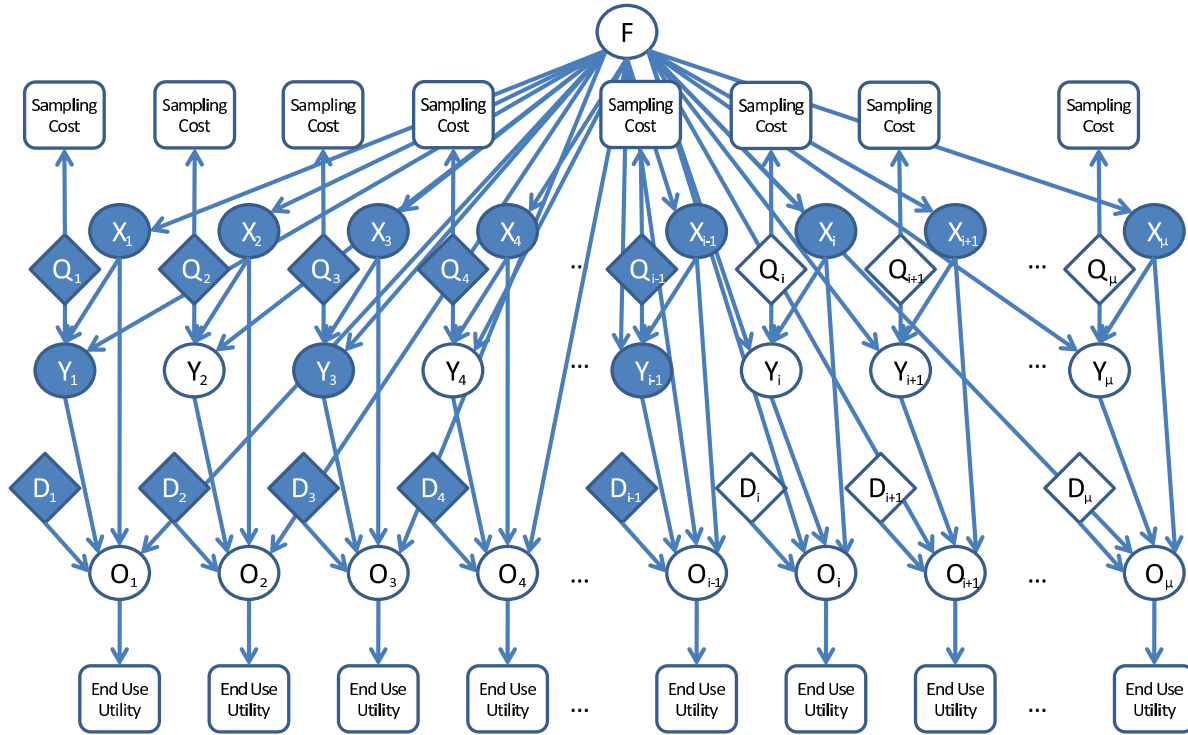 F
Sampling Cost Sampling Cost Sampling Cost Sampling Cost Sampling Cost Sampling Cost Sampling Cost Sampling Cost
X1 X2 X3 X4 Xi-1 Xi Xi+1 Xμ
Q1 Q2 Q3 Q4 ... Qi-1 Qi Qi+1 ... Qμ
Y1 Y2 Y3 Y4 ... Yi-1 Yi Yi+1 ... Yμ
D1 D2 D3 D4 Di-1 Di Di+1 Dμ
O1 O2 O3 O4 ... Oi-1 Oi Oi+1 ... Oμ
End Use Utility End Use Utility End Use Utility End Use Utility ... End Use Utility End Use Utility End Use Utility ... End Use Utility